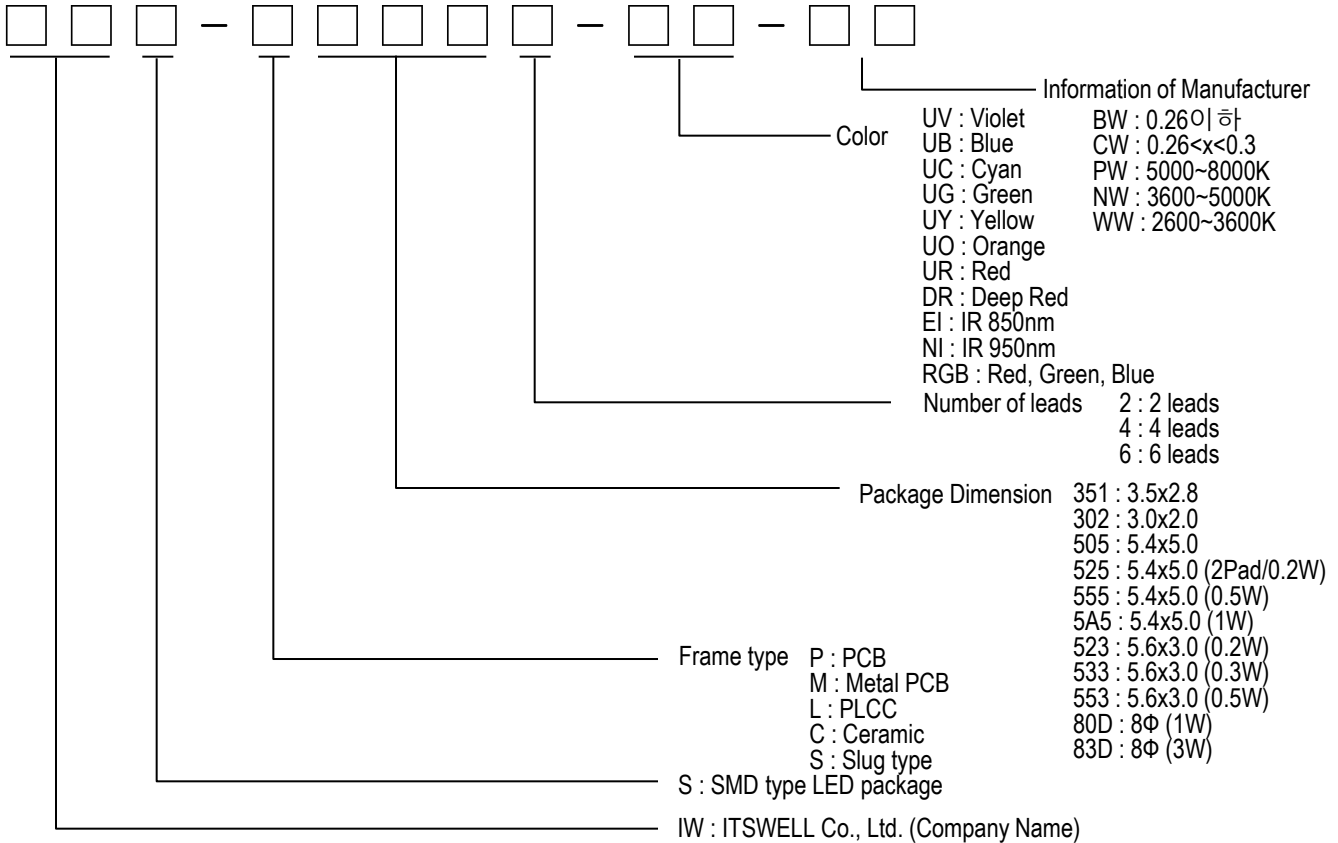 Information of Manufacturer
Color
UV : Violet
UB : Blue
UC : Cyan
UG : Green
UY : Yellow
UO : Orange
UR : Red
DR : Deep Red
EI : IR 850nm
NI : IR 950nm
RGB : Red, Green, Blue
BW : 0.26이하
CW : 0.26<x<0.3
PW : 5000~8000K
NW : 3600~5000K
WW : 2600~3600K
Number of leads
2 : 2 leads
4 : 4 leads
6 : 6 leads
Package Dimension
351 : 3.5x2.8
302 : 3.0x2.0
505 : 5.4x5.0
525 : 5.4x5.0 (2Pad/0.2W)
555 : 5.4x5.0 (0.5W)
5A5 : 5.4x5.0 (1W)
523 : 5.6x3.0 (0.2W)
533 : 5.6x3.0 (0.3W)
553 : 5.6x3.0 (0.5W)
80D : 8Φ (1W)
83D : 8Φ (3W)
Frame type
P : PCB
M : Metal PCB
L : PLCC
C : Ceramic
S : Slug type
S : SMD type LED package
IW : ITSWELL Co., Ltd. (Company Name)